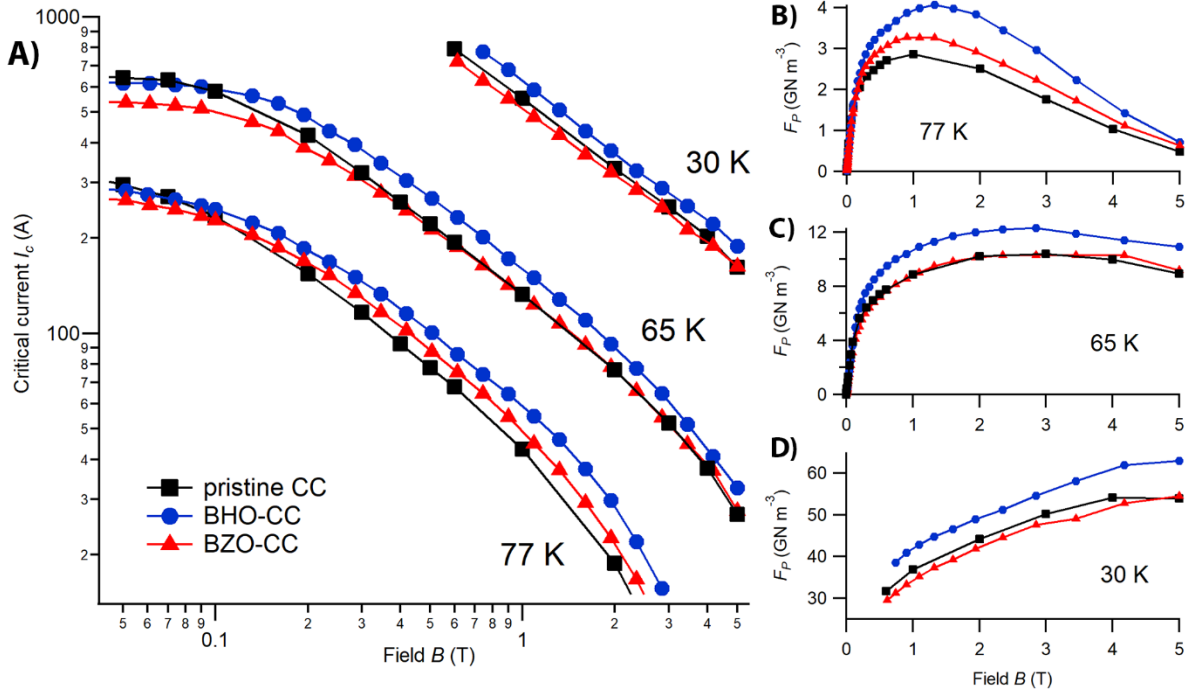 A)
Critical current Ic (A)
1000
9
8
7
6
5
4
3
2
100
9
8
7
6
5
4
3
2
30 K
65 K
77 K
pristine CC
BHO-CC
BZO-CC
5 6 7 8 9 0.1 2 3 4 5 6 7 8 9 1 2 3 4 5
Field B (T)
B)
FP (GN m-3)
4
3
2
1
0
77 K
0 1 2 3 4 5
C)
FP (GN m-3)
12
8
4
0
65 K
0 1 2 3 4 5
D)
FP (GN m-3)
60
50
40
30
30 K
0 1 2 3 4 5
Field B (T)